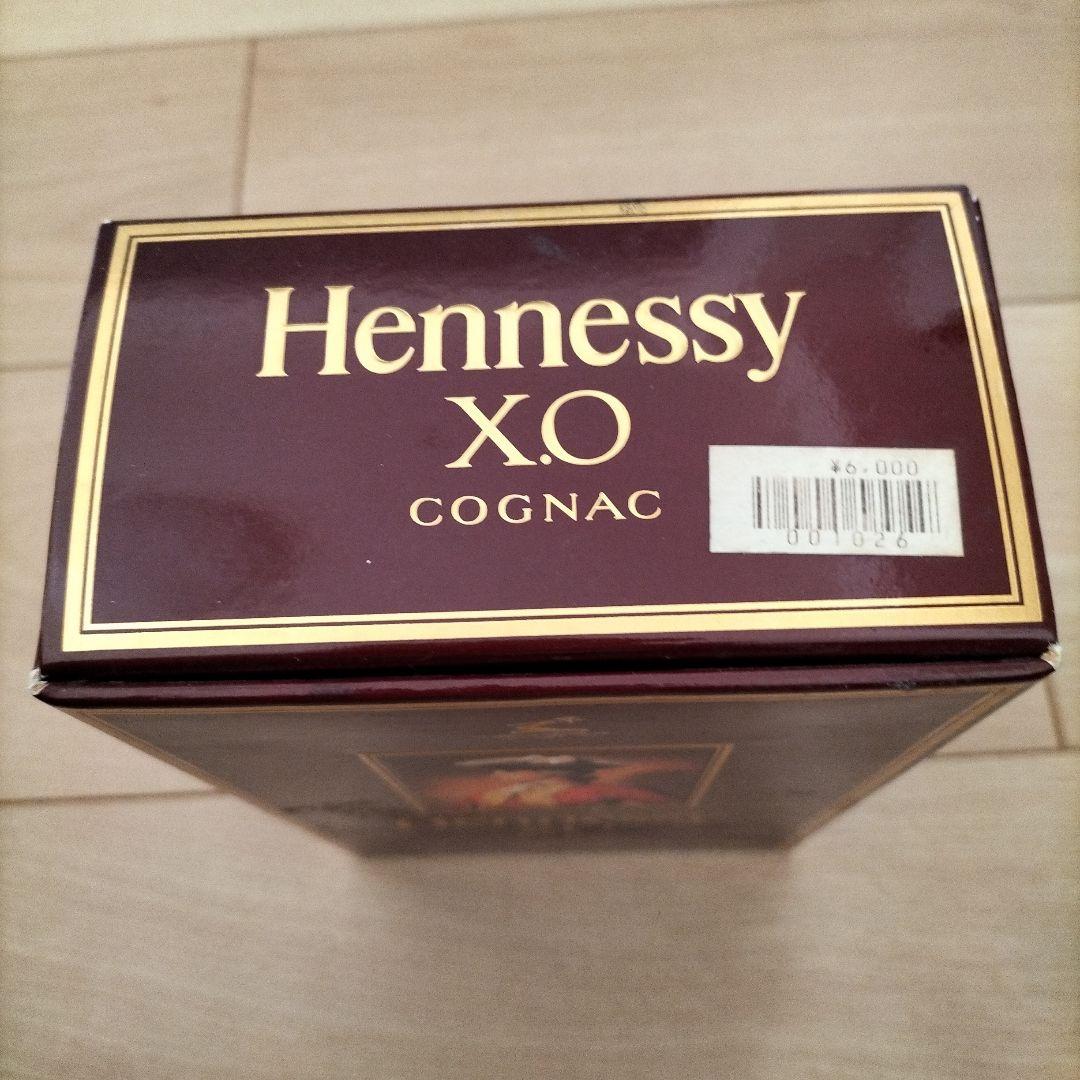 Hennessy
X.O
COGNAC
¥6,000
001026